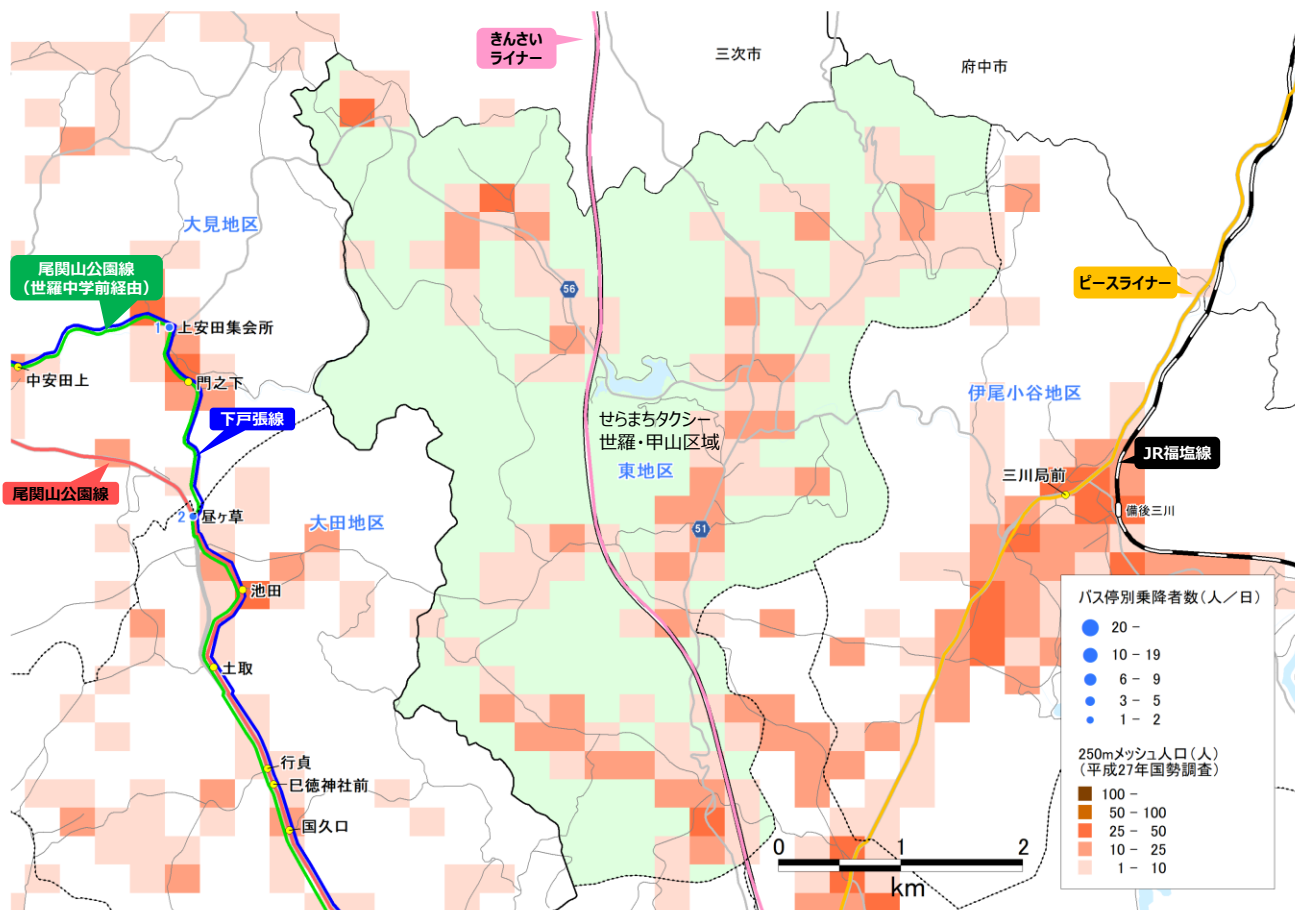 きんさい
ライナー
三次市
府中市
大見地区
尾関山公園線
（世羅中学前経由）
ピースライナー
56
1
上安田集会所
中安田上
門之下
下戸張線
せらまちタクシー
世羅・甲山区域
伊尾小谷地区
東地区
JR福塩線
尾関山公園線
三川局前
備後三川
2
昼ヶ草
大田地区
51
池田
土取
行貞
巳徳神社前
国久口
バス停別乗降者数（人／日）
20 -
10 - 19
6 - 9
3 - 5
1 - 2
250mメッシュ人口（人）
（平成27年国勢調査）
100 -
50 - 100
25 - 50
10 - 25
1 - 10
0 1 2
km